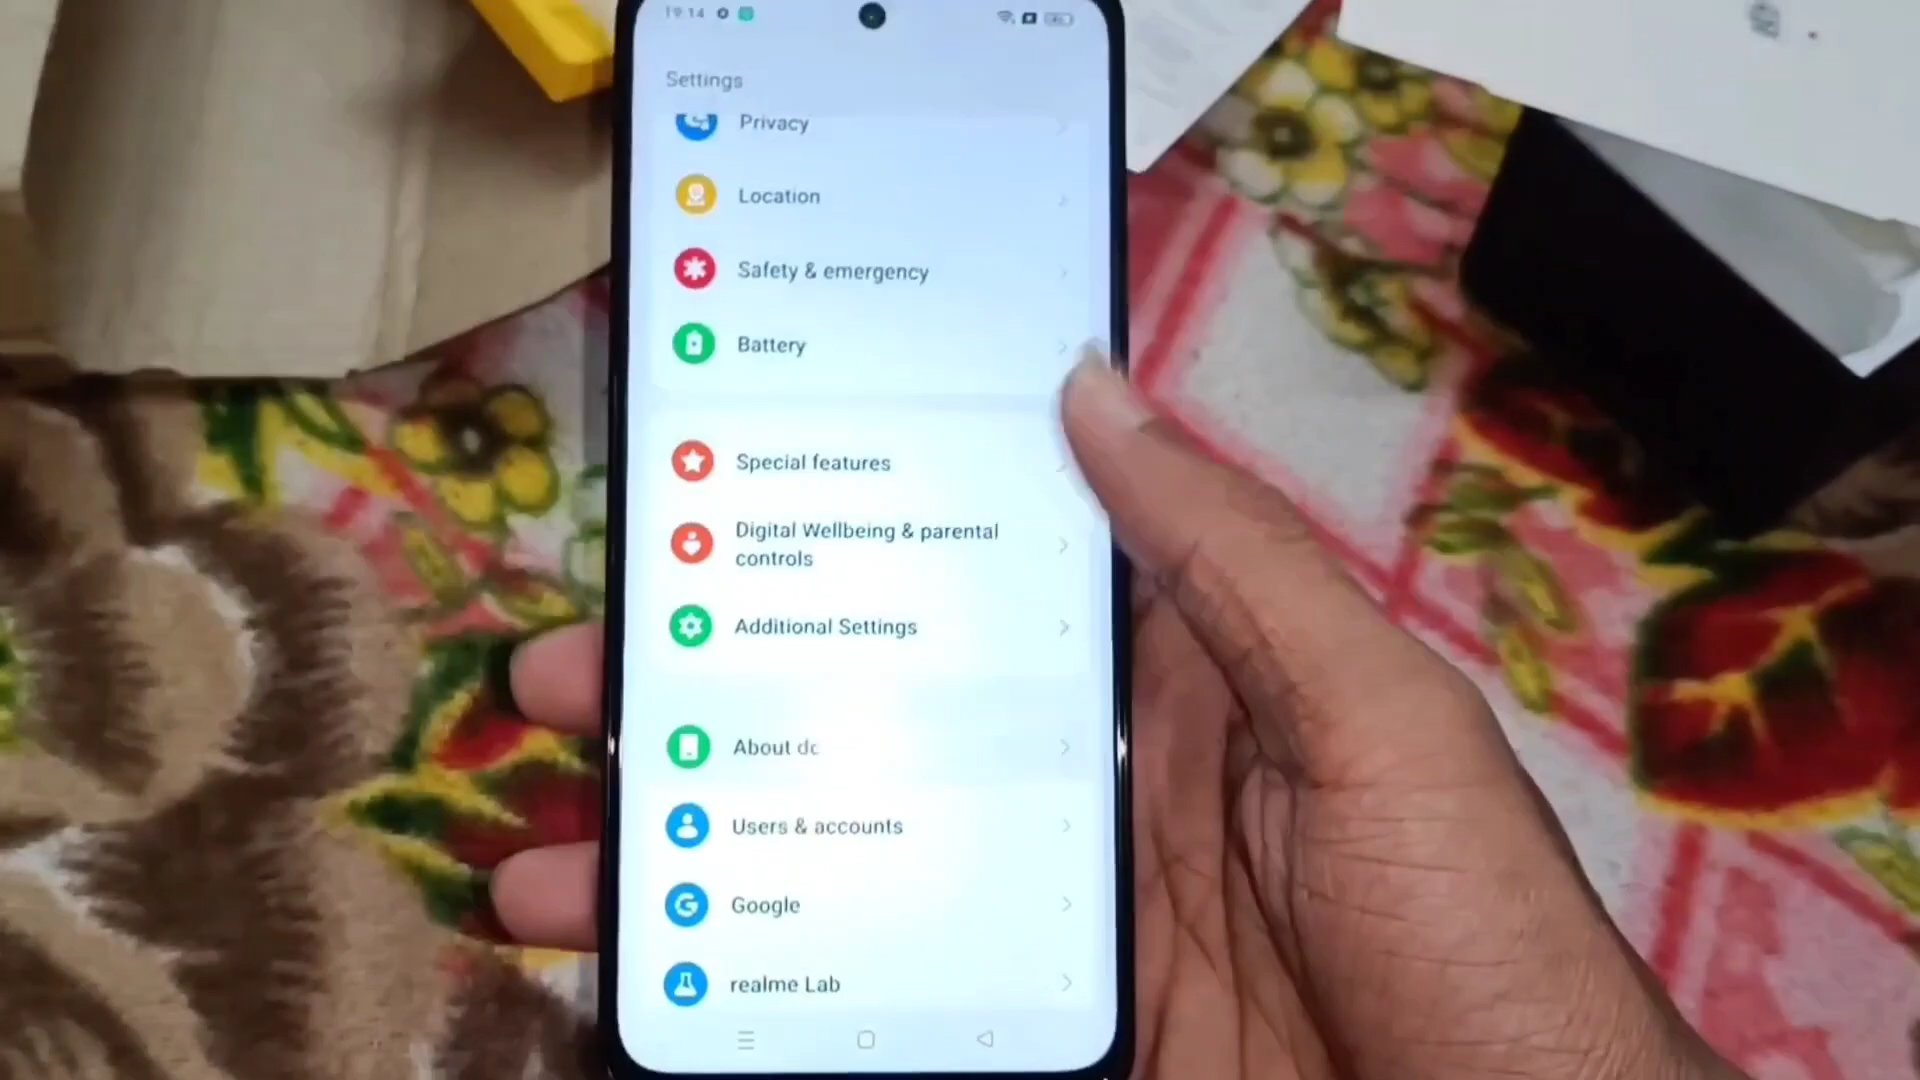 19:14
Settings
Privacy
Location
Safety & emergency
Battery
Special features
Digital Wellbeing & parental
controls
Additional Settings
About
Users & accounts
Google
realme Lab